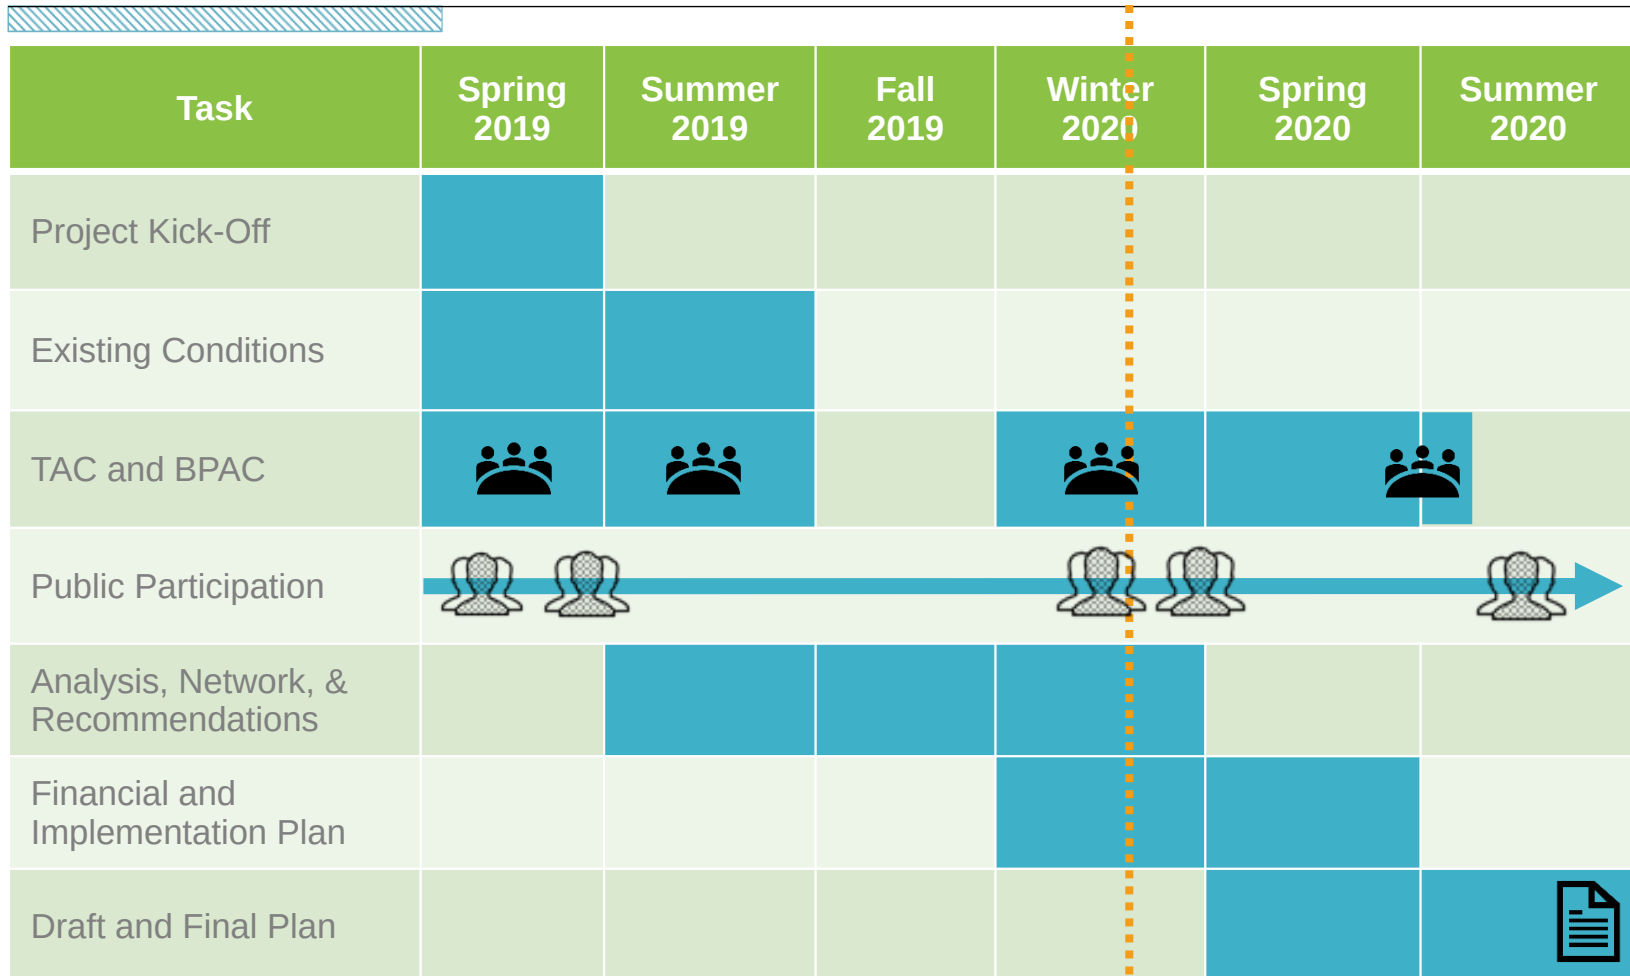 Task
Spring
2019
Summer
2019
Fall
2019
Winter
2020
Spring
2020
Summer
2020
Project Kick-Off
Existing Conditions
TAC and BPAC
Public Participation
Analysis, Network, &
Recommendations
Financial and
Implementation Plan
Draft and Final Plan